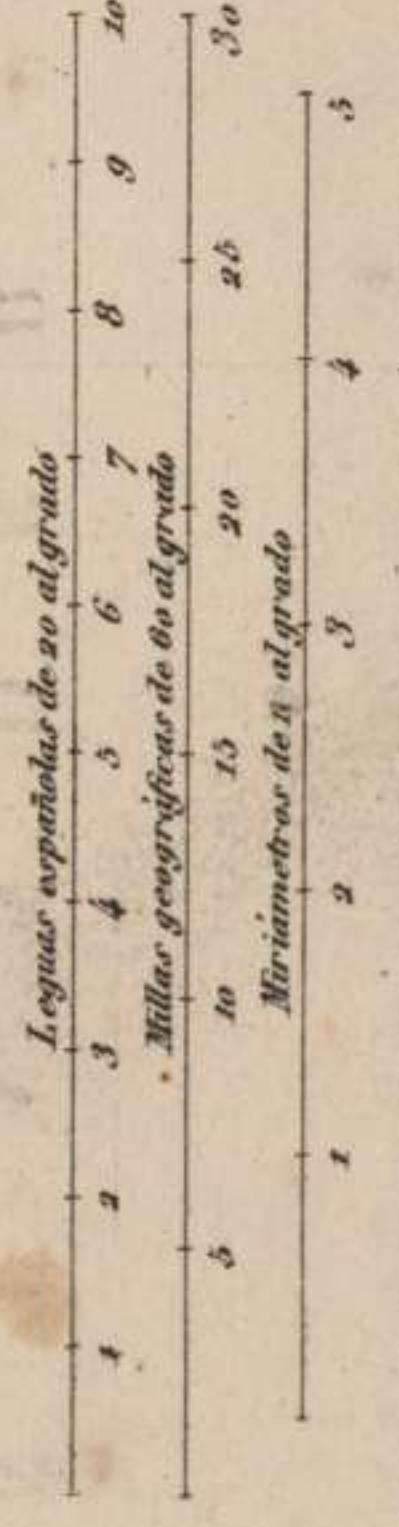 Leguas españolas de 20 al grado
1 2 3 4 5 6 7 8 9 10
Millas geográficas de 60 al grado
5 10 15 20 25 30
Miriámetros de 11 al grado
1 2 3 4 5